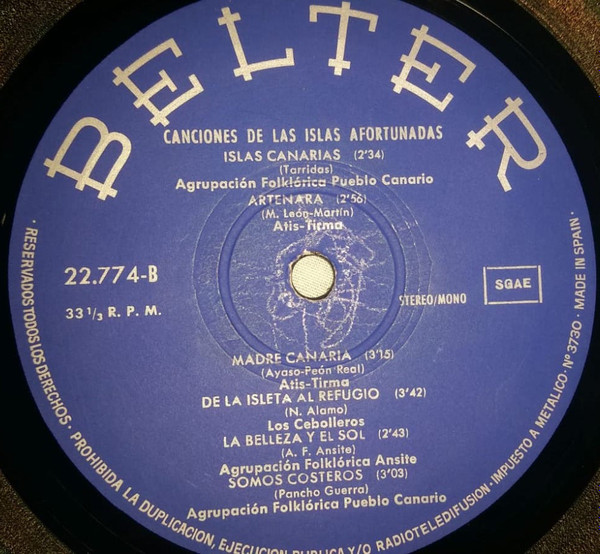 BELTER
CANCIONES DE LAS ISLAS AFORTUNADAS
ISLAS CANARIAS (2'34)
(Tarridas)
Agrupación Folklórica Pueblo Canario
ARTENARA (2'56)
(M. León-Martín)
Atis-Tirma
22.774-B
33 1/3 R. P. M.
STEREO/MONO
SGAE
MADRE CANARIA (3'15)
(Ayaso-Peón Real)
Atis-Tirma
DE LA ISLETA AL REFUGIO (3'42)
(N. Alamo)
Los Cebolleros
LA BELLEZA Y EL SOL (2'43)
(A. F. Ansite)
Agrupación Folklórica Ansite
SOMOS COSTEROS (3'03)
(Pancho Guerra)
Agrupación Folklórica Pueblo Canario
· RESERVADOS TODOS LOS DERECHOS · PROHIBIDA LA DUPLICACION, EJECUCION PUBLICA Y/O RADIOTELEDIFUSION · IMPUESTO A METALICO · Nº 3730 · MADE IN SPAIN ·